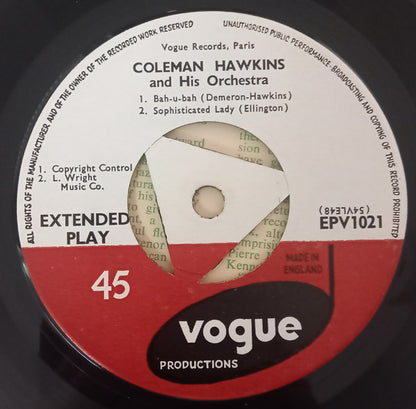 UNAUTHORISED PUBLIC PERFORMANCE·BROADCASTING AND COPYING OF THIS RECORD PROHIBITED
ALL RIGHTS OF THE MANUFACTURER AND OF THE OWNER OF THE RECORDED WORK RESERVED
Vogue Records, Paris
COLEMAN HAWKINS
and His Orchestra
1. Bah-u-bah (Demeron-Hawkins)
2. Sophisticated Lady (Ellington)
1. Copyright Control
2. L. Wright
Music Co.
EXTENDED
PLAY
(54VLE48)
EPV1021
MADE IN
ENGLAND
45
vogue
PRODUCTIONS
sion
have
Pierre